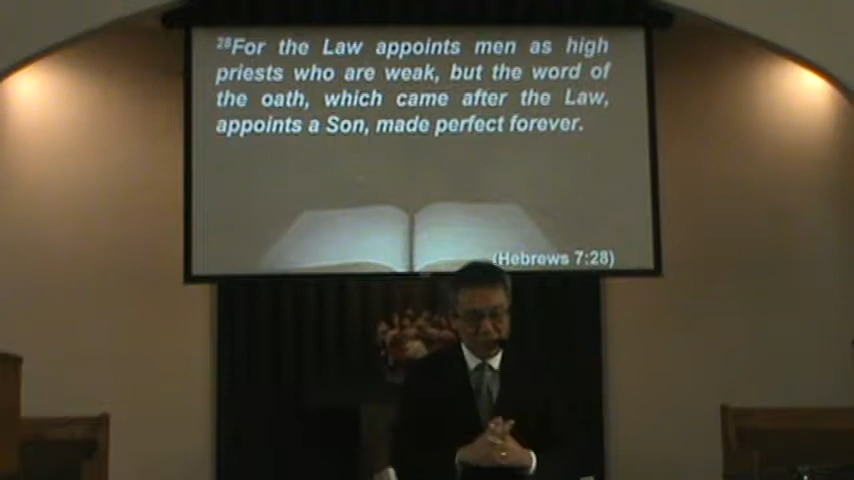 ²⁸For the Law appoints men as high
priests who are weak, but the word of
the oath, which came after the Law,
appoints a Son, made perfect forever.
(Hebrews 7:28)